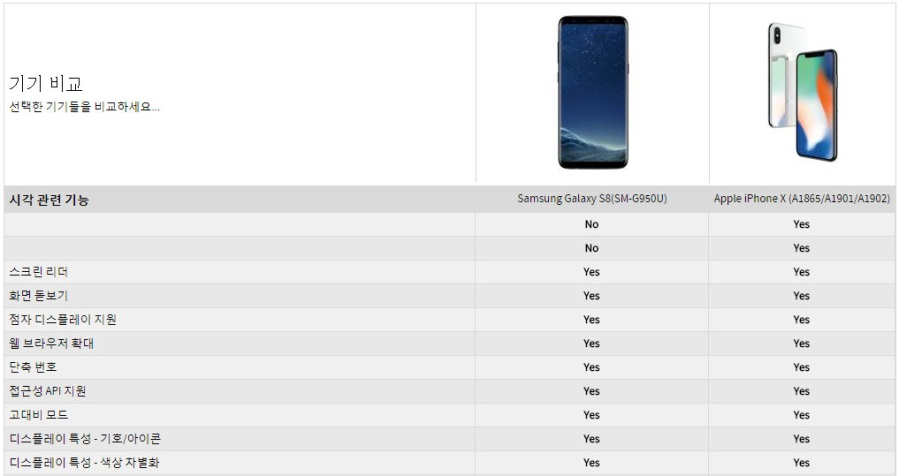 기기 비교
선택한 기기들을 비교하세요...
시각 관련 기능 Samsung Galaxy S8(SM-G950U) Apple iPhone X (A1865/A1901/A1902)
No Yes
No Yes
스크린 리더 Yes Yes
화면 돋보기 Yes Yes
점자 디스플레이 지원 Yes Yes
웹 브라우저 확대 Yes Yes
단축 번호 Yes Yes
접근성 API 지원 Yes Yes
고대비 모드 Yes Yes
디스플레이 특성 - 기호/아이콘 Yes Yes
디스플레이 특성 - 색상 차별화 Yes Yes